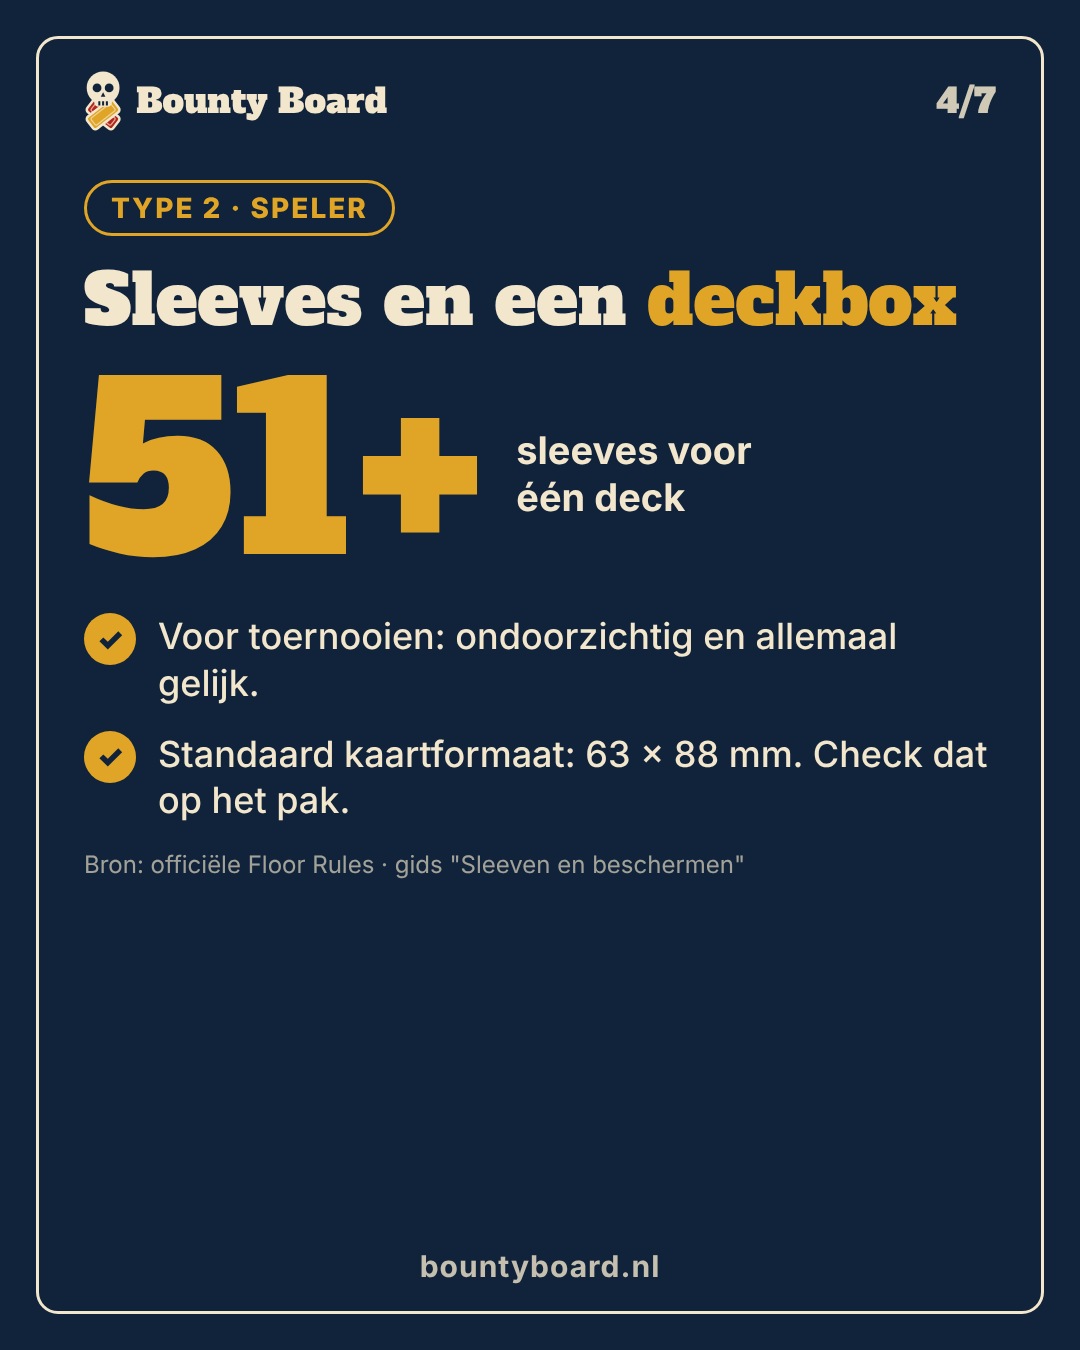 Bounty Board
4/7
TYPE 2 · SPELER
Sleeves en een deckbox
51+
sleeves voor
één deck
Voor toernooien: ondoorzichtig en allemaal
gelijk.
Standaard kaartformaat: 63 × 88 mm. Check dat
op het pak.
Bron: officiële Floor Rules · gids "Sleeven en beschermen"
bountyboard.nl